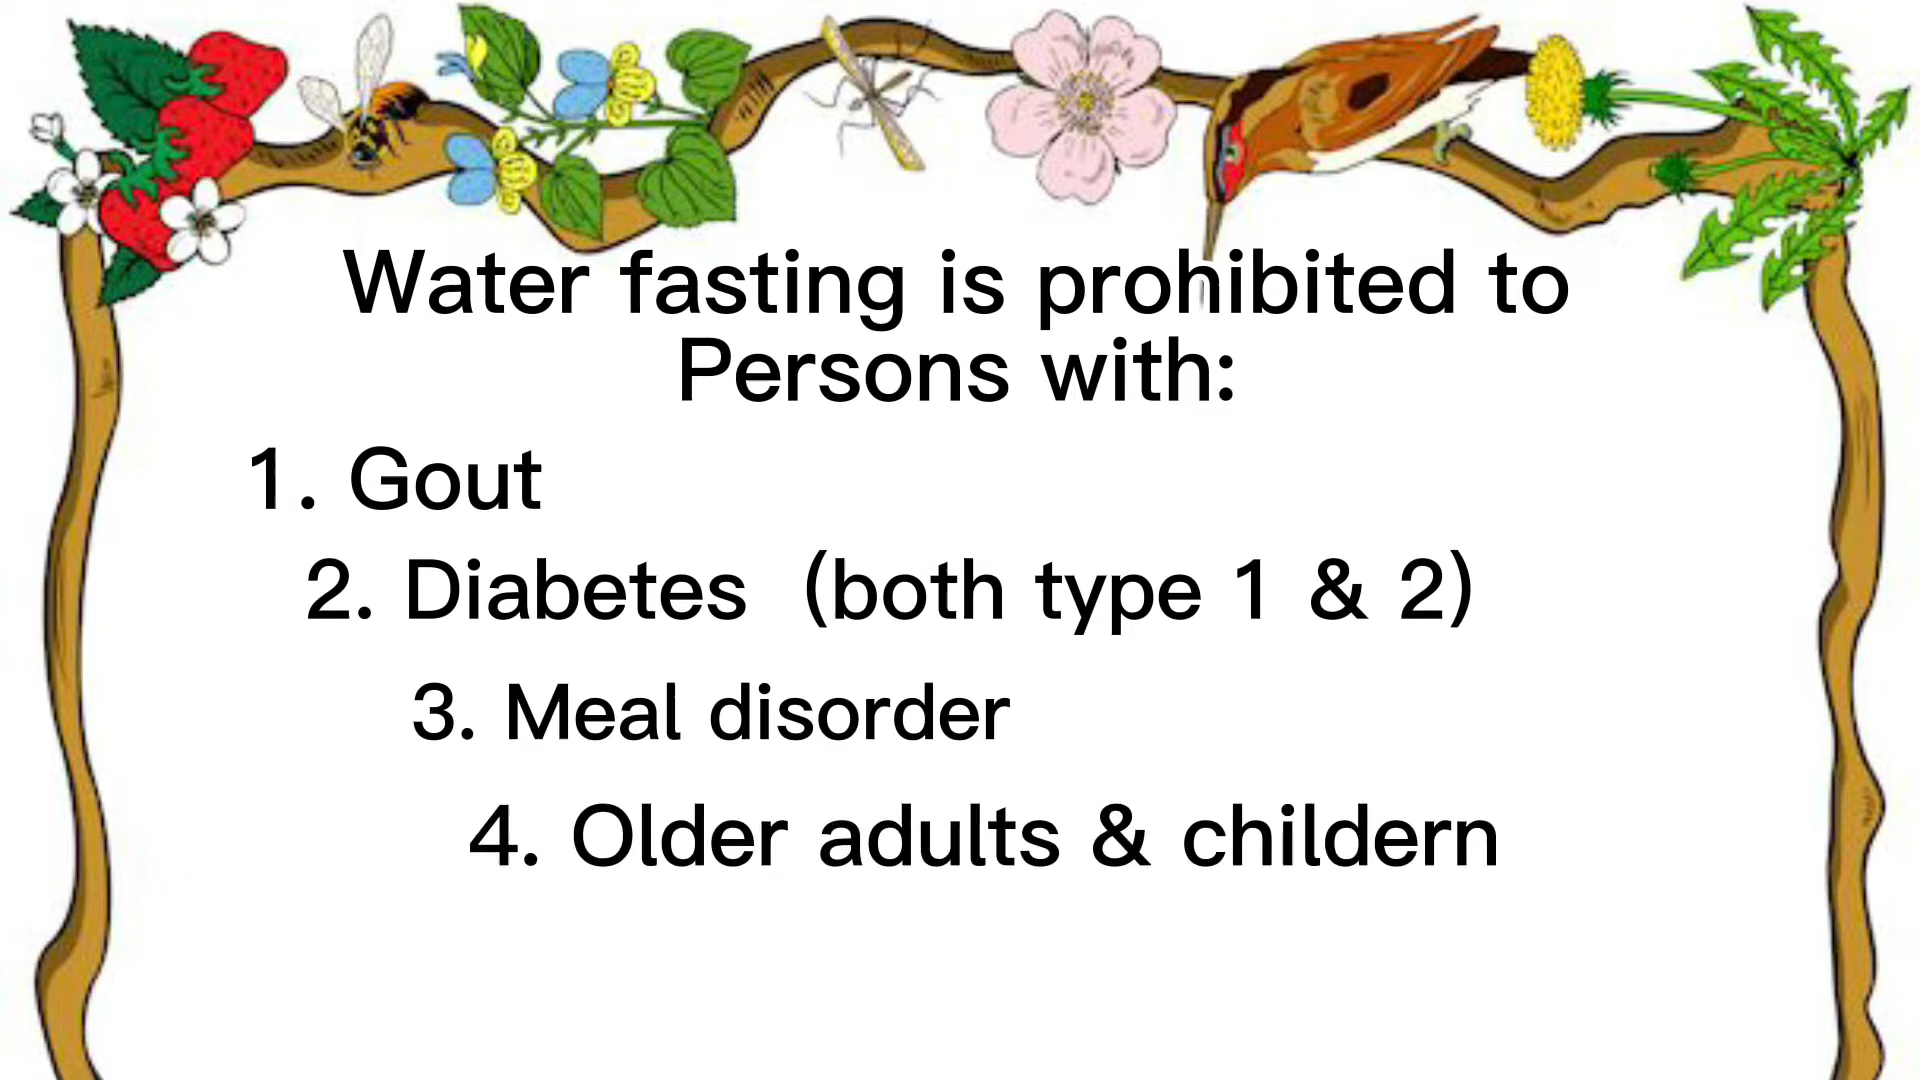 Water fasting is prohibited to
Persons with:
1. Gout
2. Diabetes (both type 1 & 2)
3. Meal disorder
4. Older adults & childern